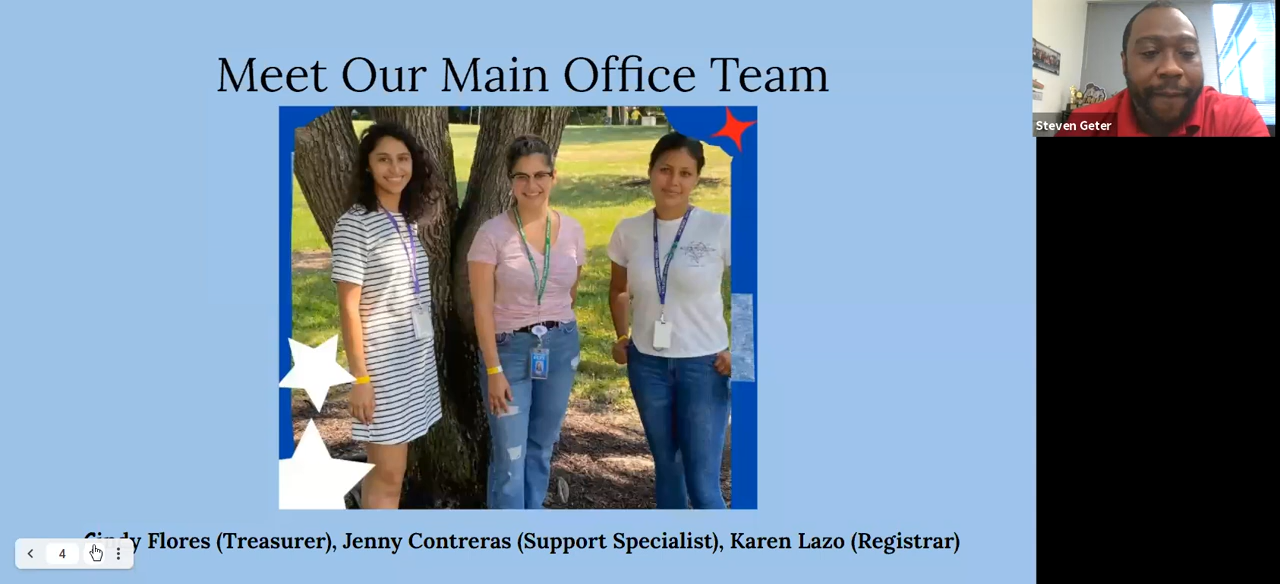 Meet Our Main Office Team
Steven Geter
Flores (Treasurer), Jenny Contreras (Support Specialist), Karen Lazo (Registrar)
4